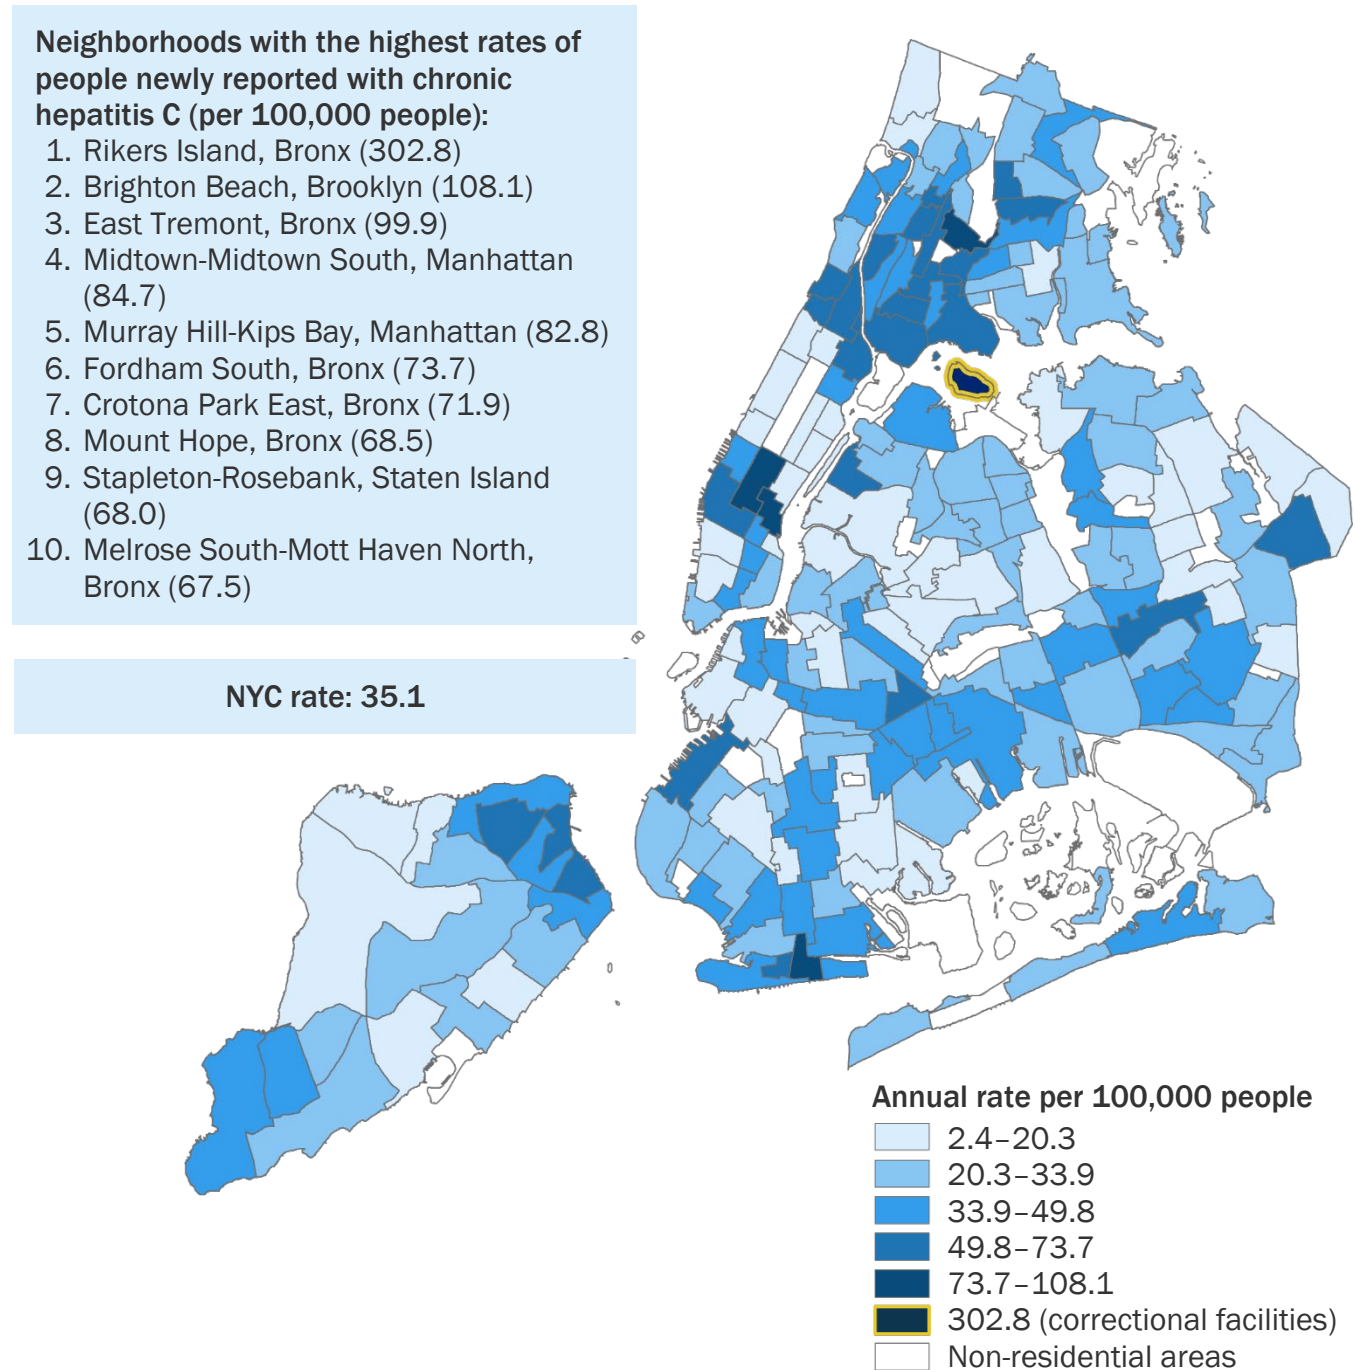 Neighborhoods with the highest rates of
people newly reported with chronic
hepatitis C (per 100,000 people):
1. Rikers Island, Bronx (302.8)
2. Brighton Beach, Brooklyn (108.1)
3. East Tremont, Bronx (99.9)
4. Midtown-Midtown South, Manhattan
(84.7)
5. Murray Hill-Kips Bay, Manhattan (82.8)
6. Fordham South, Bronx (73.7)
7. Crotona Park East, Bronx (71.9)
8. Mount Hope, Bronx (68.5)
9. Stapleton-Rosebank, Staten Island
(68.0)
10. Melrose South-Mott Haven North,
Bronx (67.5)
NYC rate: 35.1
Annual rate per 100,000 people
2.4–20.3
20.3–33.9
33.9–49.8
49.8–73.7
73.7–108.1
302.8 (correctional facilities)
Non-residential areas